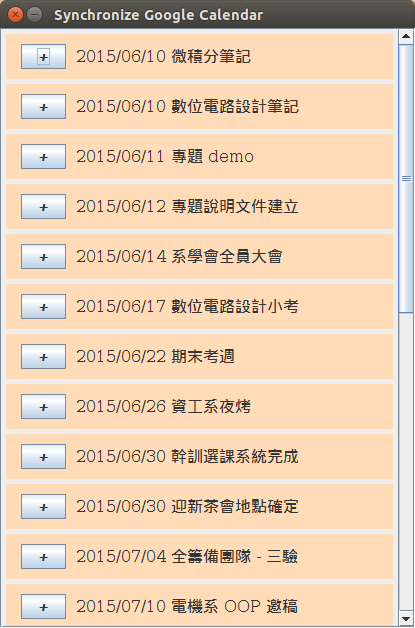 Synchronize Google Calendar
+ 2015/06/10 微積分筆記
+ 2015/06/10 數位電路設計筆記
+ 2015/06/11 專題 demo
+ 2015/06/12 專題說明文件建立
+ 2015/06/14 系學會全員大會
+ 2015/06/17 數位電路設計小考
+ 2015/06/22 期末考週
+ 2015/06/26 資工系夜烤
+ 2015/06/30 幹訓選課系統完成
+ 2015/06/30 迎新茶會地點確定
+ 2015/07/04 全籌備團隊 - 三驗
+ 2015/07/10 電機系 OOP 邀稿